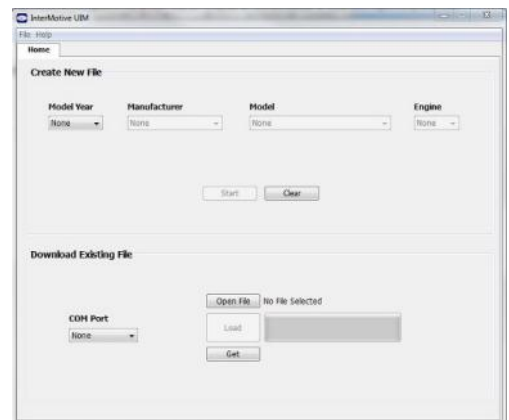 InterMotive UIM
File Help
Home
Create New File
Model Year Manufacturer Model Engine
None None None None
Start Clear
Download Existing File
Open File No File Selected
COM Port
Load
None
Get